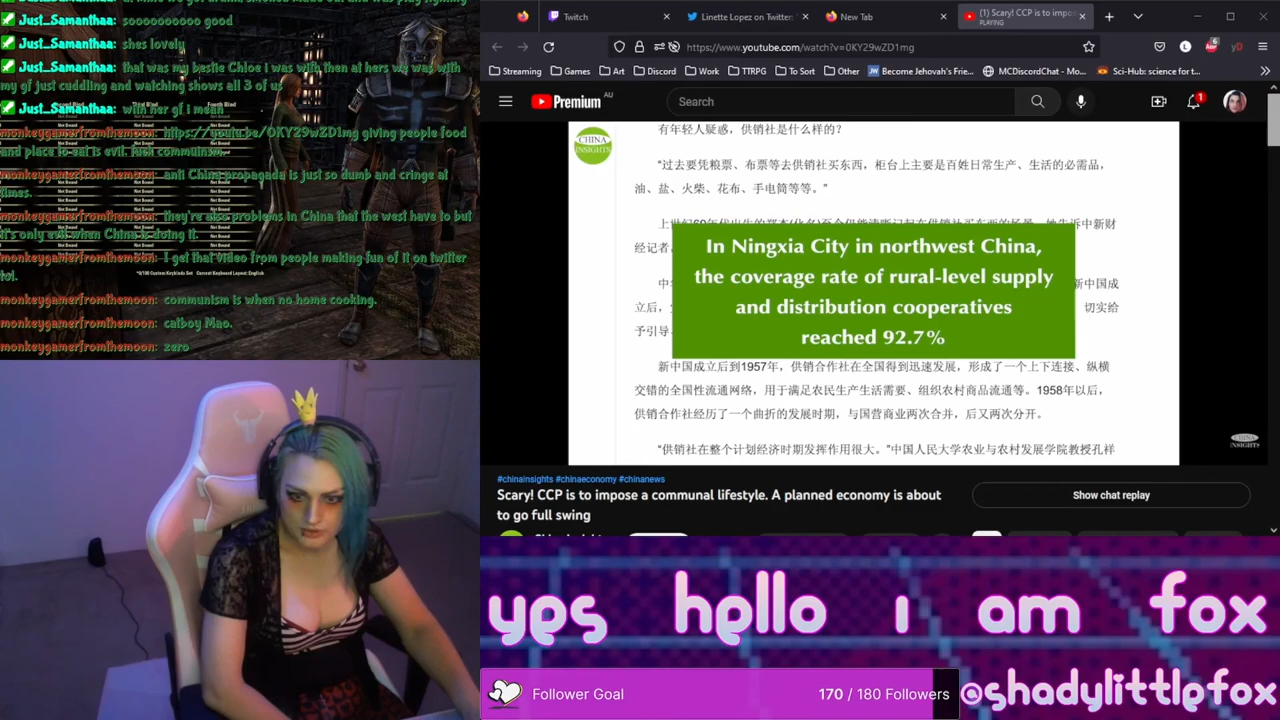 Just_Samanthaa: soooooooooo good
Just_Samanthaa: shes lovely
Just_Samanthaa: that was my bestie Chloe i was with then at hers we was with
my gf just cuddling and watching shows all 3 of us
Just_Samanthaa: with her gf i mean
monkeygamerfromthemoon: https://youtu.be/0KY29wZD1mg giving people food
and place to eat is evil. fuck communism.
monkeygamerfromthemoon: anti China propagada is just so dumb and cringe at
times.
monkeygamerfromthemoon: they're also problems in China that the west have to but
it's only evil when China is doing it.
monkeygamerfromthemoon: I get that video from people making fun of it on twitter
lol.
monkeygamerfromthemoon: communism is when no home cooking.
monkeygamerfromthemoon: catboy Mao.
monkeygamerfromthemoon: zero
Third Bind
Fourth Bind
Not Bound
*0/100 Custom Keybinds Set Current Keyboard Layout: English
Twitch
Linette Lopez on Twitter:
New Tab
(1) Scary! CCP is to impos
PLAYING
https://www.youtube.com/watch?v=0KY29wZD1mg
Streaming
Games
Art
Discord
Work
TTRPG
To Sort
Other
Become Jehovah's Frie...
MCDiscordChat - Mo...
Sci-Hub: science for t...
Premium AU
Search
CHINA
INSIGHTS
有年轻人疑惑，供销社是什么样的？
“过去要凭粮票、布票等去供销社买东西，柜台上主要是百姓日常生产、生活的必需品，
油、盐、火柴、花布、手电筒等等。”
In Ningxia City in northwest China,
the coverage rate of rural-level supply
and distribution cooperatives
reached 92.7%
新中国成立后到1957年，供销合作社在全国得到迅速发展，形成了一个上下连接、纵横
交错的全国性流通网络，用于满足农民生产生活需要、组织农村商品流通等。1958年以后，
供销合作社经历了一个曲折的发展时期，与国营商业两次合并，后又两次分开。
“供销社在整个计划经济时期发挥作用很大。”中国人民大学农业与农村发展学院教授孔祥
CHINA
INSIGHTS
#chinainsights #chinaeconomy #chinanews
Scary! CCP is to impose a communal lifestyle. A planned economy is about
to go full swing
Show chat replay
yes hello i am fox
Follower Goal
170 / 180 Followers
@shadylittlefox